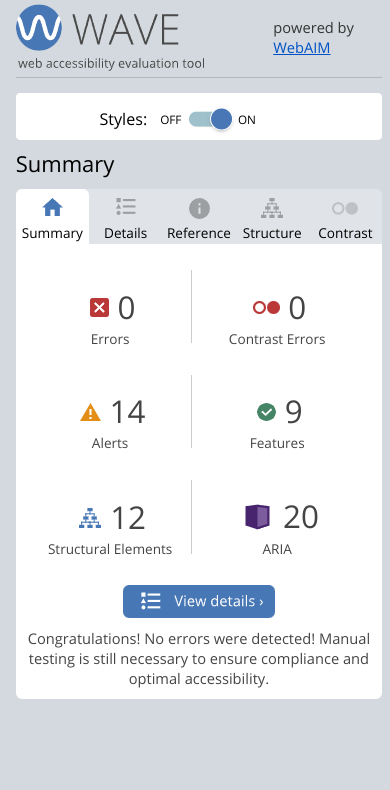 WAVE
web accessibility evaluation tool
powered by
WebAIM
Styles: OFF ON
Summary
Summary Details Reference Structure Contrast
0 0
Errors Contrast Errors
14 9
Alerts Features
12 20
Structural Elements ARIA
View details ›
Congratulations! No errors were detected! Manual
testing is still necessary to ensure compliance and
optimal accessibility.